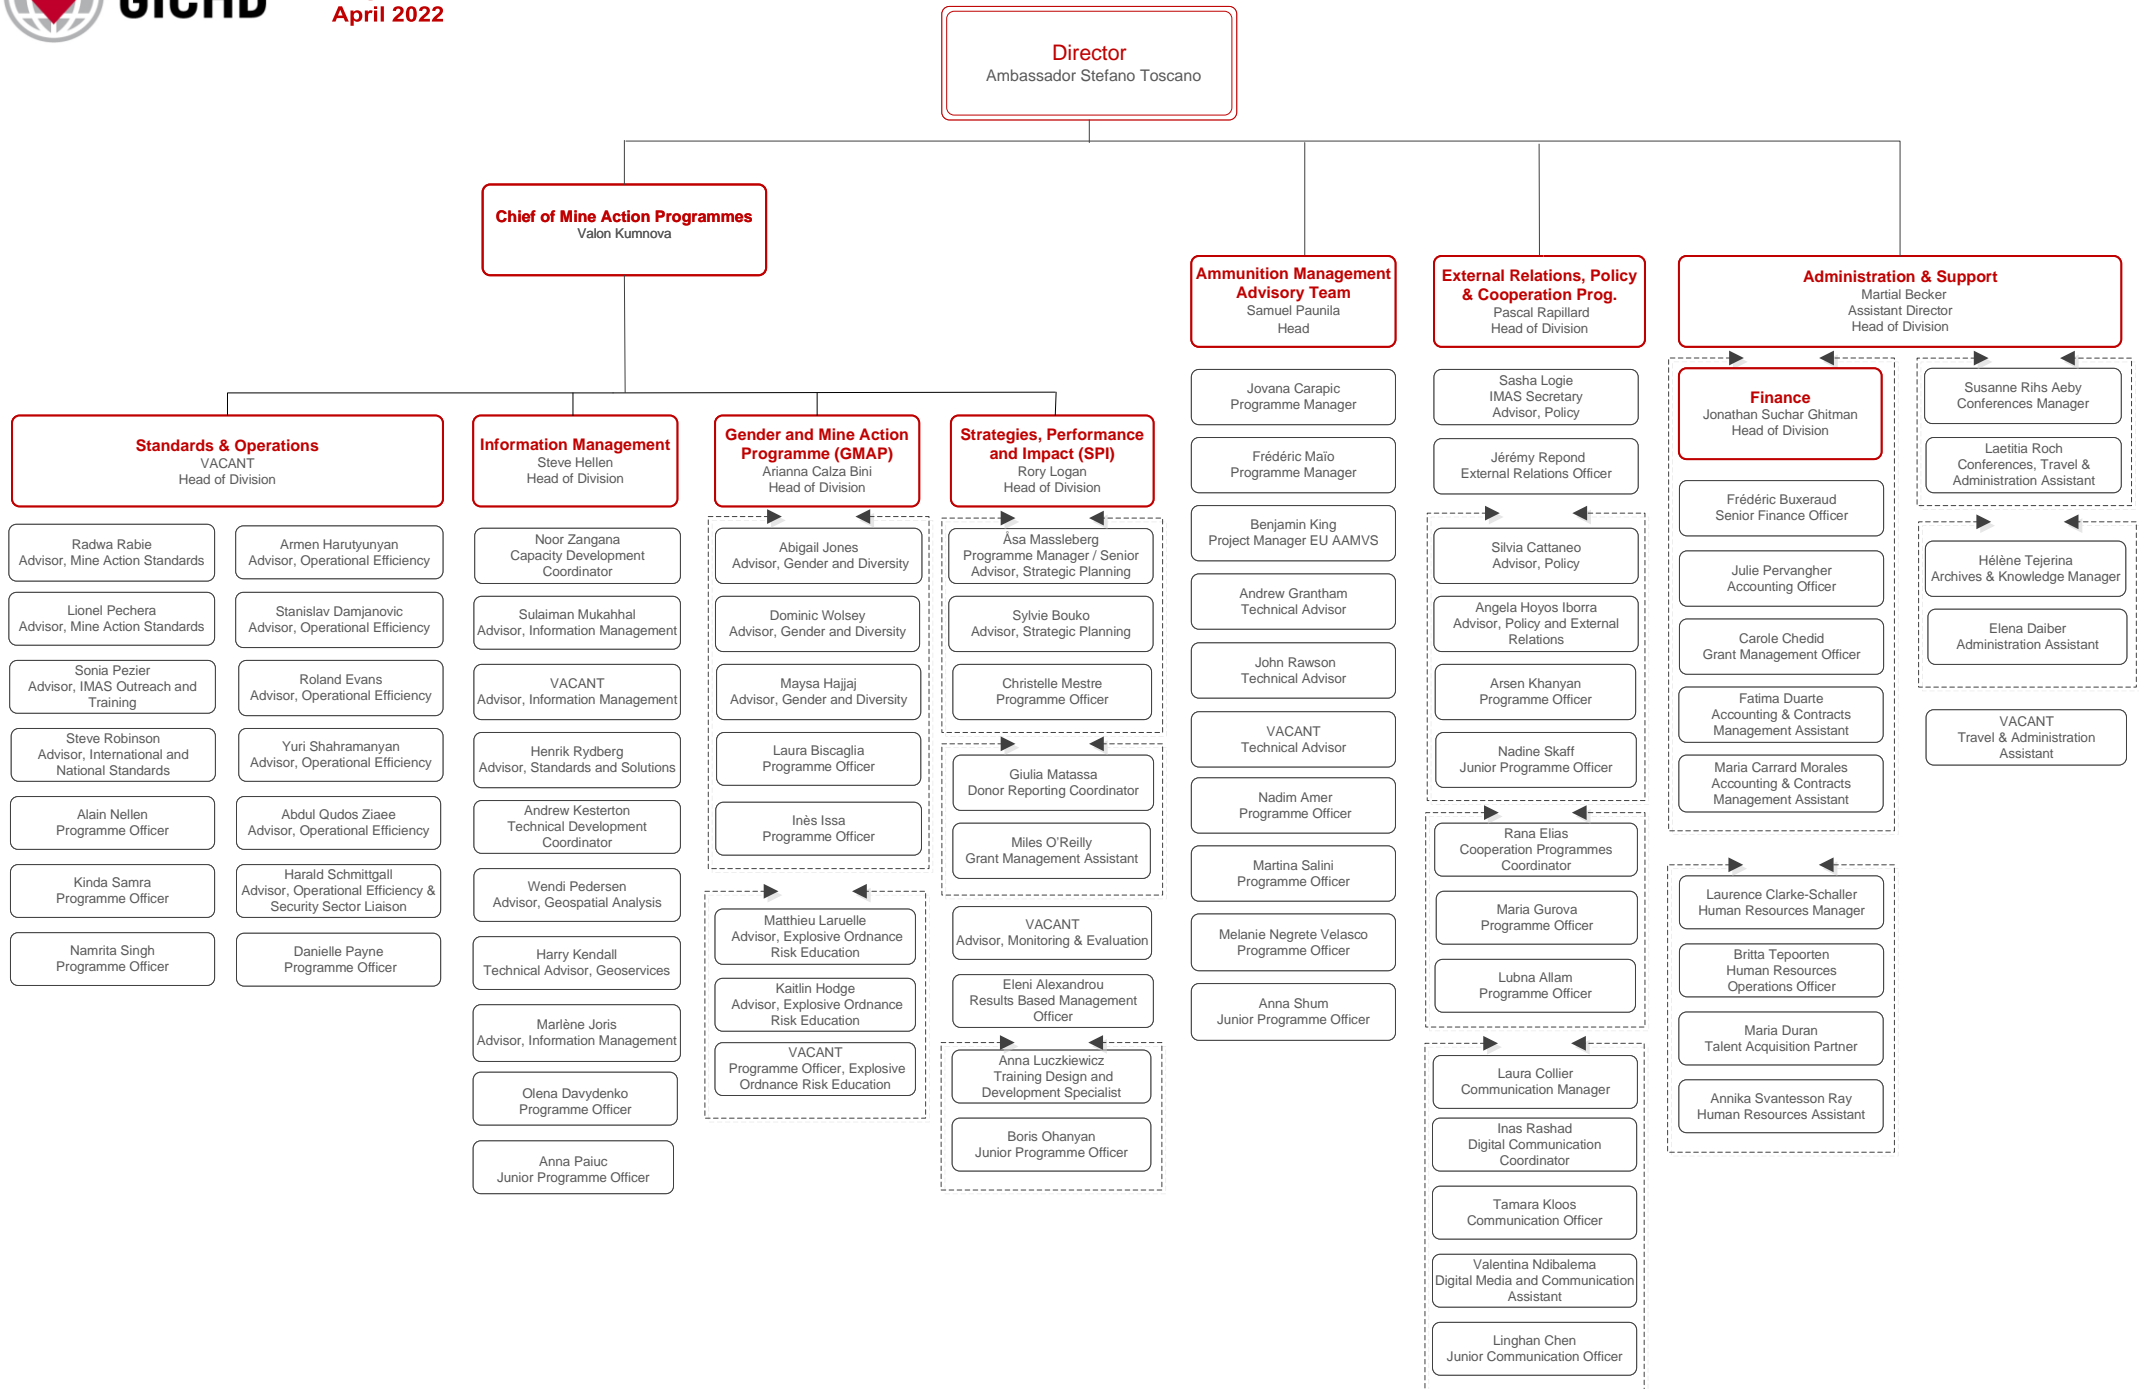 GICHD
April 2022
Director
Ambassador Stefano Toscano
Chief of Mine Action Programmes
Valon Kumnova
Ammunition Management
Advisory Team
Samuel Paunila
Head
External Relations, Policy
& Cooperation Prog.
Pascal Rapillard
Head of Division
Administration & Support
Martial Becker
Assistant Director
Head of Division
Standards & Operations
VACANT
Head of Division
Radwa Rabie
Advisor, Mine Action Standards
Lionel Pechera
Advisor, Mine Action Standards
Sonia Pezier
Advisor, IMAS Outreach and
Training
Steve Robinson
Advisor, International and
National Standards
Alain Nellen
Programme Officer
Kinda Samra
Programme Officer
Namrita Singh
Programme Officer
Armen Harutyunyan
Advisor, Operational Efficiency
Stanislav Damjanovic
Advisor, Operational Efficiency
Roland Evans
Advisor, Operational Efficiency
Yuri Shahramanyan
Advisor, Operational Efficiency
Abdul Qudos Ziaee
Advisor, Operational Efficiency
Harald Schmittgall
Advisor, Operational Efficiency &
Security Sector Liaison
Danielle Payne
Programme Officer
Information Management
Steve Hellen
Head of Division
Noor Zangana
Capacity Development
Coordinator
Sulaiman Mukahhal
Advisor, Information Management
VACANT
Advisor, Information Management
Henrik Rydberg
Advisor, Standards and Solutions
Andrew Kesterton
Technical Development
Coordinator
Wendi Pedersen
Advisor, Geospatial Analysis
Harry Kendall
Technical Advisor, Geoservices
Marlène Joris
Advisor, Information Management
Olena Davydenko
Programme Officer
Anna Paiuc
Junior Programme Officer
Gender and Mine Action
Programme (GMAP)
Arianna Calza Bini
Head of Division
Abigail Jones
Advisor, Gender and Diversity
Dominic Wolsey
Advisor, Gender and Diversity
Maysa Hajjaj
Advisor, Gender and Diversity
Laura Biscaglia
Programme Officer
Inès Issa
Programme Officer
Matthieu Laruelle
Advisor, Explosive Ordnance
Risk Education
Kaitlin Hodge
Advisor, Explosive Ordnance
Risk Education
VACANT
Programme Officer, Explosive
Ordnance Risk Education
Strategies, Performance
and Impact (SPI)
Rory Logan
Head of Division
Åsa Massleberg
Programme Manager / Senior
Advisor, Strategic Planning
Sylvie Bouko
Advisor, Strategic Planning
Christelle Mestre
Programme Officer
Giulia Matassa
Donor Reporting Coordinator
Miles O'Reilly
Grant Management Assistant
VACANT
Advisor, Monitoring & Evaluation
Eleni Alexandrou
Results Based Management
Officer
Anna Luczkiewicz
Training Design and
Development Specialist
Boris Ohanyan
Junior Programme Officer
Jovana Carapic
Programme Manager
Frédéric Maïo
Programme Manager
Benjamin King
Project Manager EU AAMVS
Andrew Grantham
Technical Advisor
John Rawson
Technical Advisor
VACANT
Technical Advisor
Nadim Amer
Programme Officer
Martina Salini
Programme Officer
Melanie Negrete Velasco
Programme Officer
Anna Shum
Junior Programme Officer
Sasha Logie
IMAS Secretary
Advisor, Policy
Jérémy Repond
External Relations Officer
Silvia Cattaneo
Advisor, Policy
Angela Hoyos Iborra
Advisor, Policy and External
Relations
Arsen Khanyan
Programme Officer
Nadine Skaff
Junior Programme Officer
Rana Elias
Cooperation Programmes
Coordinator
Maria Gurova
Programme Officer
Lubna Allam
Programme Officer
Laura Collier
Communication Manager
Inas Rashad
Digital Communication
Coordinator
Tamara Kloos
Communication Officer
Valentina Ndibalema
Digital Media and Communication
Assistant
Linghan Chen
Junior Communication Officer
Finance
Jonathan Suchar Ghitman
Head of Division
Frédéric Buxeraud
Senior Finance Officer
Julie Pervangher
Accounting Officer
Carole Chedid
Grant Management Officer
Fatima Duarte
Accounting & Contracts
Management Assistant
Maria Carrard Morales
Accounting & Contracts
Management Assistant
Laurence Clarke-Schaller
Human Resources Manager
Britta Tepoorten
Human Resources
Operations Officer
Maria Duran
Talent Acquisition Partner
Annika Svantesson Ray
Human Resources Assistant
Susanne Rihs Aeby
Conferences Manager
Laetitia Roch
Conferences, Travel &
Administration Assistant
Hélène Tejerina
Archives & Knowledge Manager
Elena Daiber
Administration Assistant
VACANT
Travel & Administration
Assistant